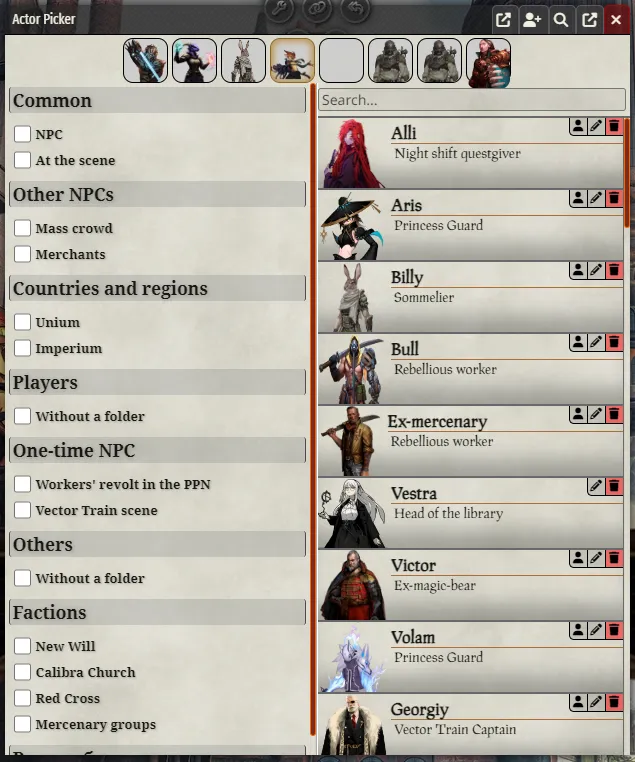 Actor Picker
Common
NPC
At the scene
Other NPCs
Mass crowd
Merchants
Countries and regions
Unium
Imperium
Players
Without a folder
One-time NPC
Workers' revolt in the PPN
Vector Train scene
Others
Without a folder
Factions
New Will
Calibra Church
Red Cross
Mercenary groups
Search...
Alli
Night shift questgiver
Aris
Princess Guard
Billy
Sommelier
Bull
Rebellious worker
Ex-mercenary
Rebellious worker
Vestra
Head of the library
Victor
Ex-magic-bear
Volam
Princess Guard
Georgiy
Vector Train Captain